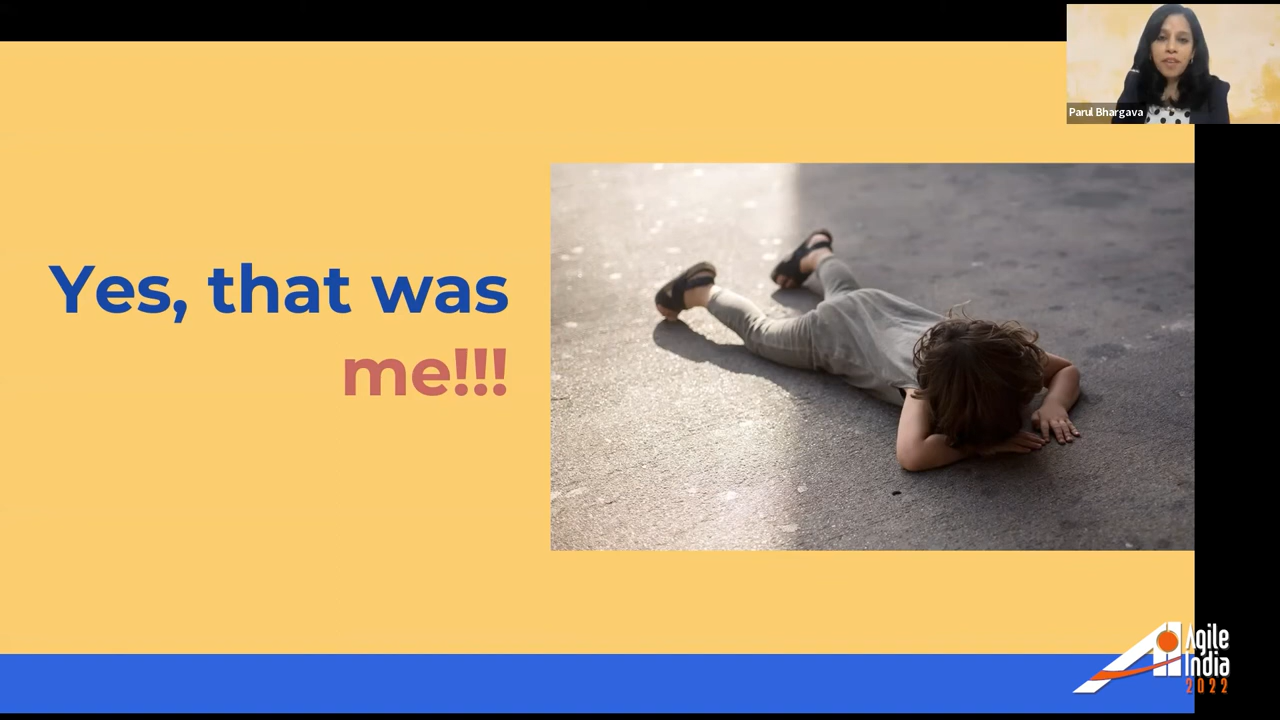 Parul Bhargava
Yes, that was
me!!!
Agile
India
2022